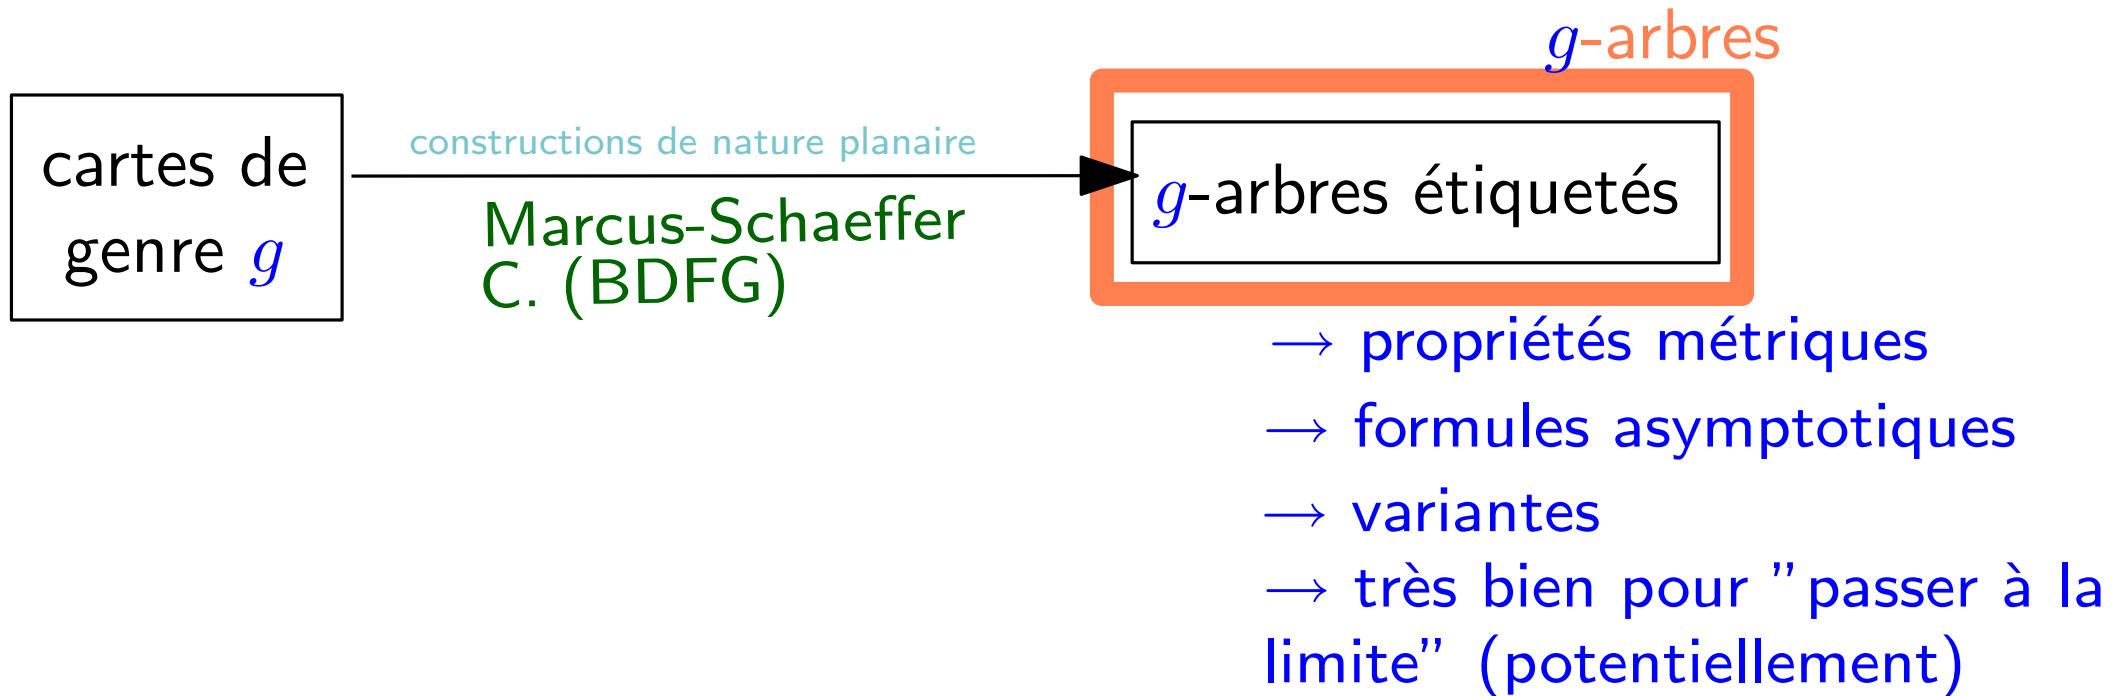 g-arbres
cartes de
genre g
constructions de nature planaire
Marcus-Schaeffer
C. (BDFG)
g-arbres étiquetés
→ propriétés métriques
→ formules asymptotiques
→ variantes
→ très bien pour ”passer à la
limite” (potentiellement)